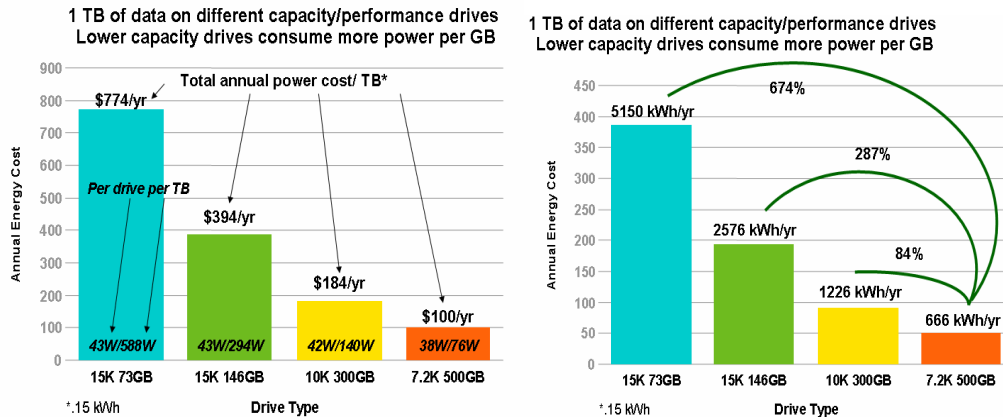 1 TB of data on different capacity/performance drives
Lower capacity drives consume more power per GB
900
800
700
600
500
400
300
200
100
0
Annual Energy Cost
Total annual power cost/ TB*
$774/yr
Per drive per TB
$394/yr
$184/yr
$100/yr
43W/588W
43W/294W
42W/140W
38W/76W
15K 73GB
15K 146GB
10K 300GB
7.2K 500GB
*.15 kWh
Drive Type
1 TB of data on different capacity/performance drives
Lower capacity drives consume more power per GB
450
400
350
300
250
200
150
100
50
0
Annual Energy Cost
674%
5150 kWh/yr
287%
2576 kWh/yr
84%
1226 kWh/yr
666 kWh/yr
15K 73GB
15K 146GB
10K 300GB
7.2K 500GB
*.15 kWh
Drive Type